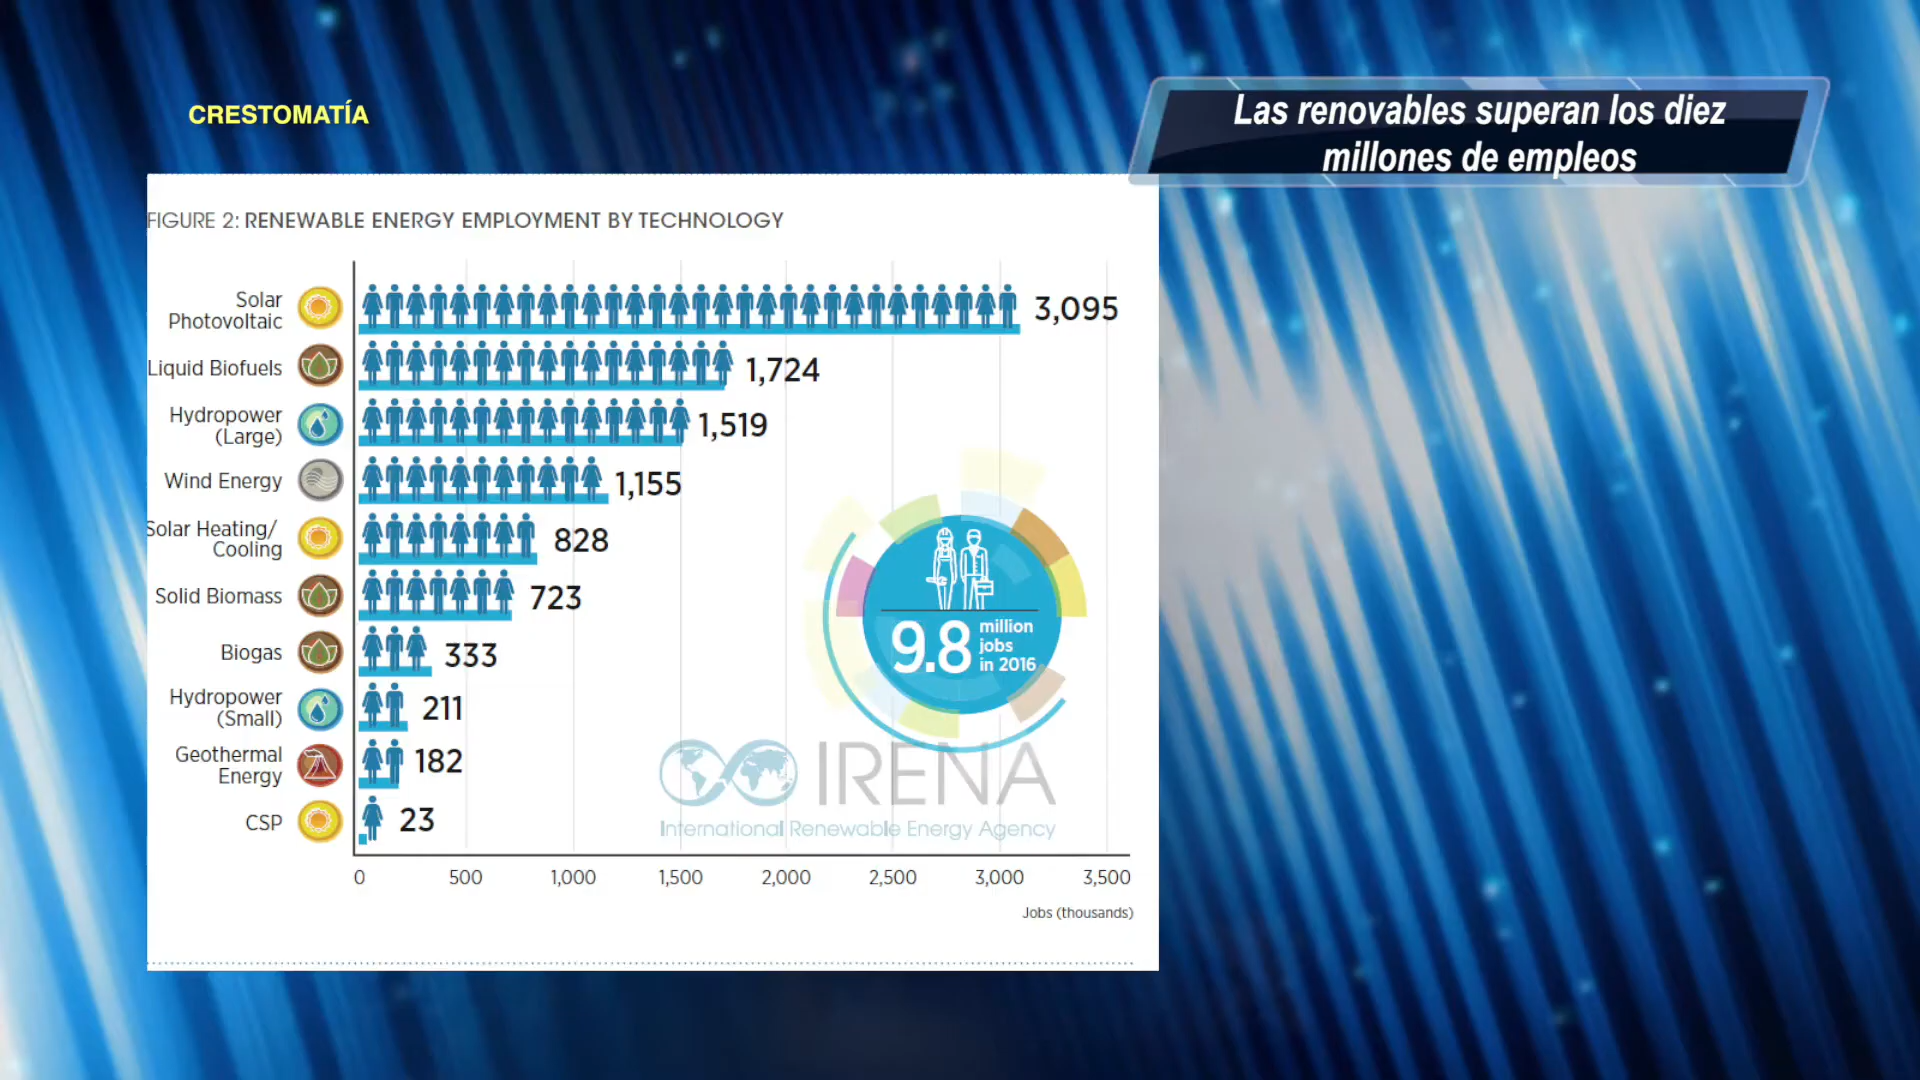 CRESTOMATÍA
Las renovables superan los diez
millones de empleos
FIGURE 2: RENEWABLE ENERGY EMPLOYMENT BY TECHNOLOGY
Solar
Photovoltaic
3,095
Liquid Biofuels
1,724
Hydropower
(Large)
1,519
Wind Energy
1,155
Solar Heating/
Cooling
828
Solid Biomass
723
Biogas
333
Hydropower
(Small)
211
Geothermal
Energy
182
CSP
23
9.8
million
jobs
in 2016
IRENA
International Renewable Energy Agency
0 500 1,000 1,500 2,000 2,500 3,000 3,500
Jobs (thousands)